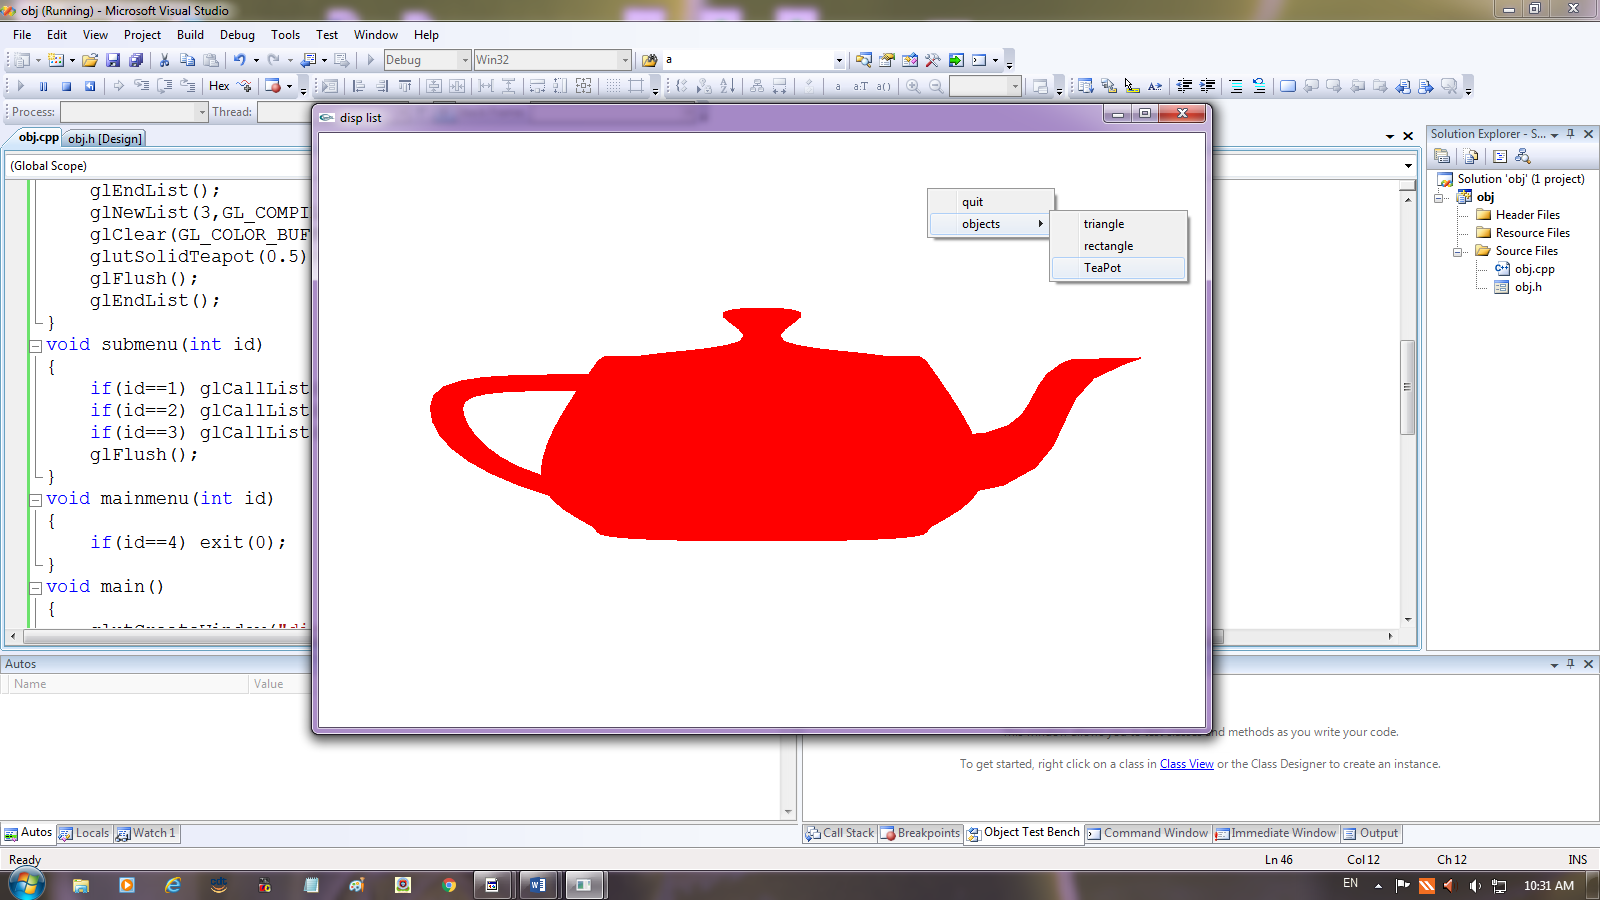 obj (Running) - Microsoft Visual Studio
File Edit View Project Build Debug Tools Test Window Help
Debug Win32 a
Hex
Process: Thread:
obj.cpp obj.h [Design]
(Global Scope)
glEndList();
glNewList(3,GL_COMPI
glClear(GL_COLOR_BUF
glutSolidTeapot(0.5)
glFlush();
glEndList();
}
void submenu(int id)
{
if(id==1) glCallList
if(id==2) glCallList
if(id==3) glCallList
glFlush();
}
void mainmenu(int id)
{
if(id==4) exit(0);
}
void main()
{
disp list
quit
objects
triangle
rectangle
TeaPot
Solution Explorer - S...
Solution 'obj' (1 project)
obj
Header Files
Resource Files
Source Files
obj.cpp
obj.h
Autos
Name Value
and methods as you write your code.
To get started, right click on a class in Class View or the Class Designer to create an instance.
Autos Locals Watch 1
Call Stack Breakpoints Object Test Bench Command Window Immediate Window Output
Ready Ln 46 Col 12 Ch 12 INS
EN 10:31 AM